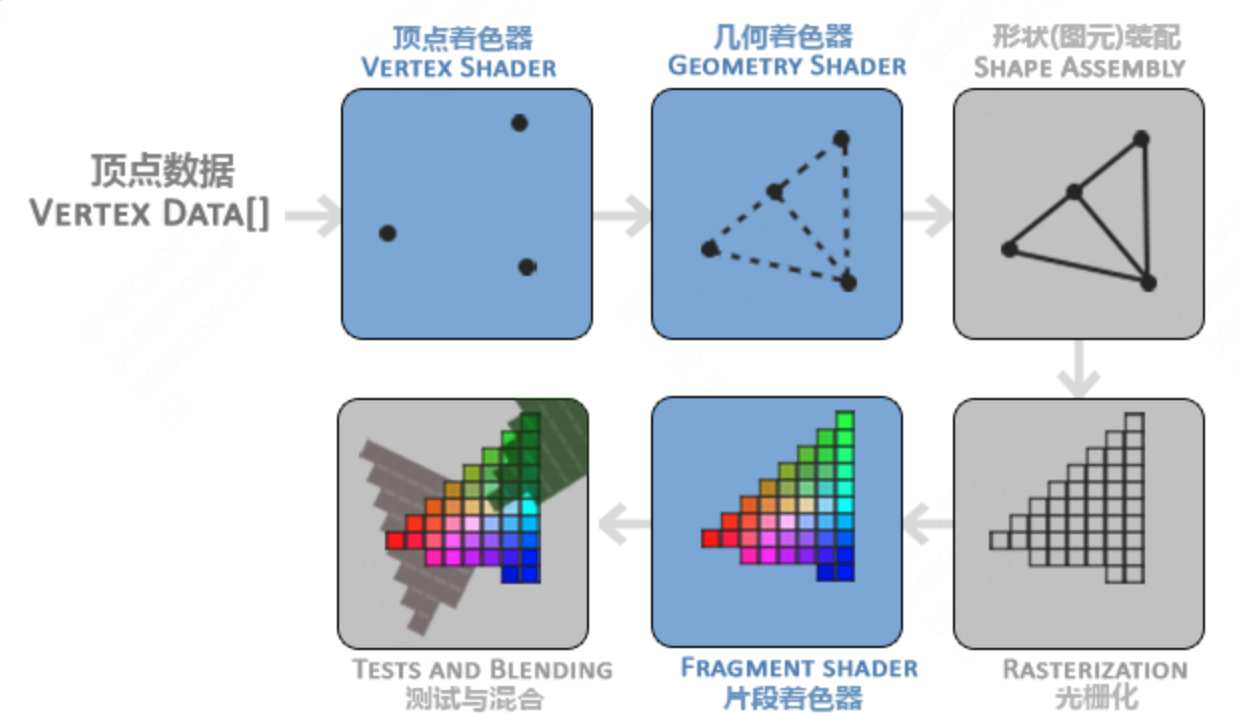 顶点着色器
VERTEX SHADER
几何着色器
GEOMETRY SHADER
形状(图元)装配
SHAPE ASSEMBLY
顶点数据
VERTEX DATA[]
TESTS AND BLENDING
测试与混合
FRAGMENT SHADER
片段着色器
RASTERIZATION
光栅化